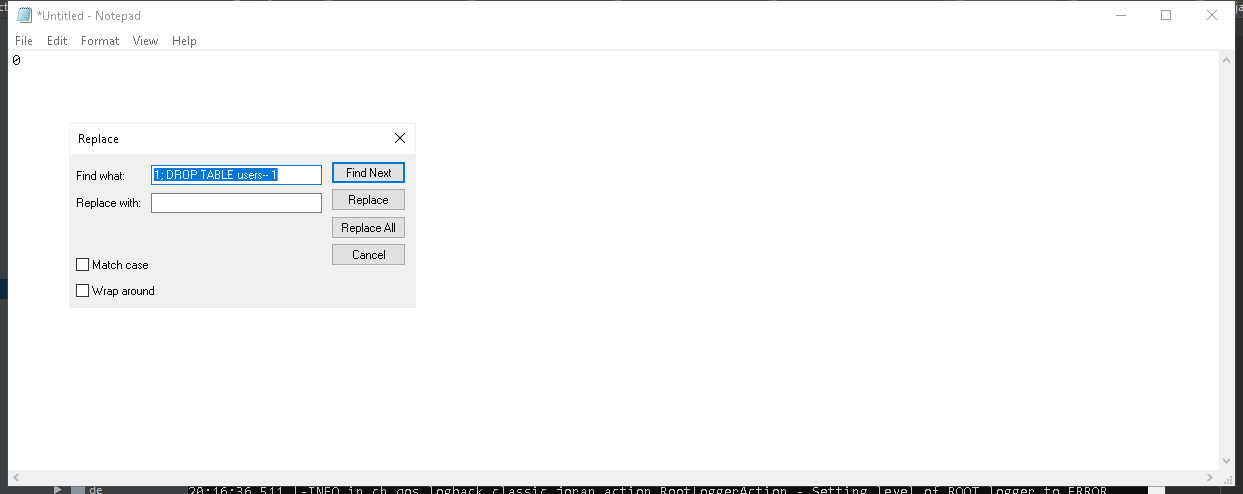 *Untitled - Notepad
File Edit Format View Help
0
Replace
Find what: 1; DROP TABLE users-- 1 Find Next
Replace with: Replace
Replace All
Cancel
Match case
Wrap around
de 20:16:36,511 |-INFO in ch.qos.logback.classic.joran.action.RootLoggerAction - Setting level of ROOT logger to ERROR